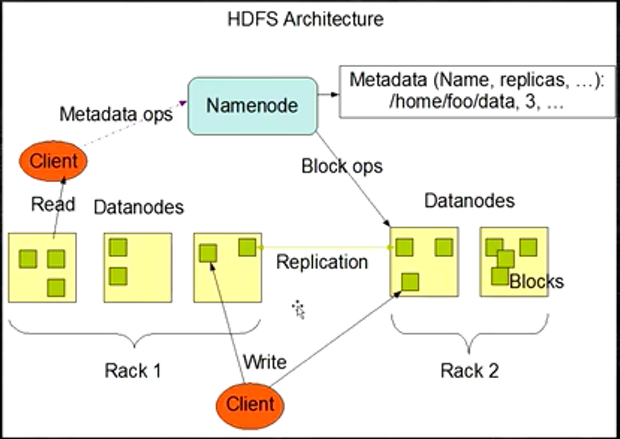 HDFS Architecture
Metadata (Name, replicas, …):
/home/foo/data, 3, …
Namenode
Metadata ops
Client
Block ops
Read
Datanodes
Datanodes
Replication
Blocks
Rack 1
Write
Rack 2
Client